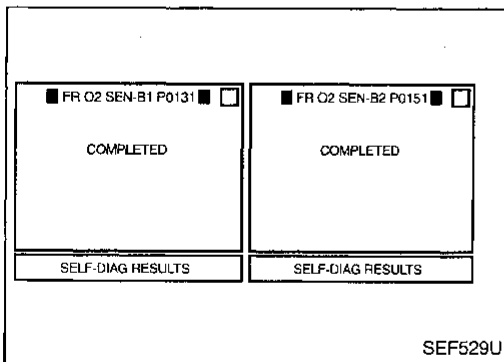 FR O2 SEN-B1 P0131
COMPLETED
SELF-DIAG RESULTS
FR O2 SEN-B2 P0151
COMPLETED
SELF-DIAG RESULTS
SEF529U